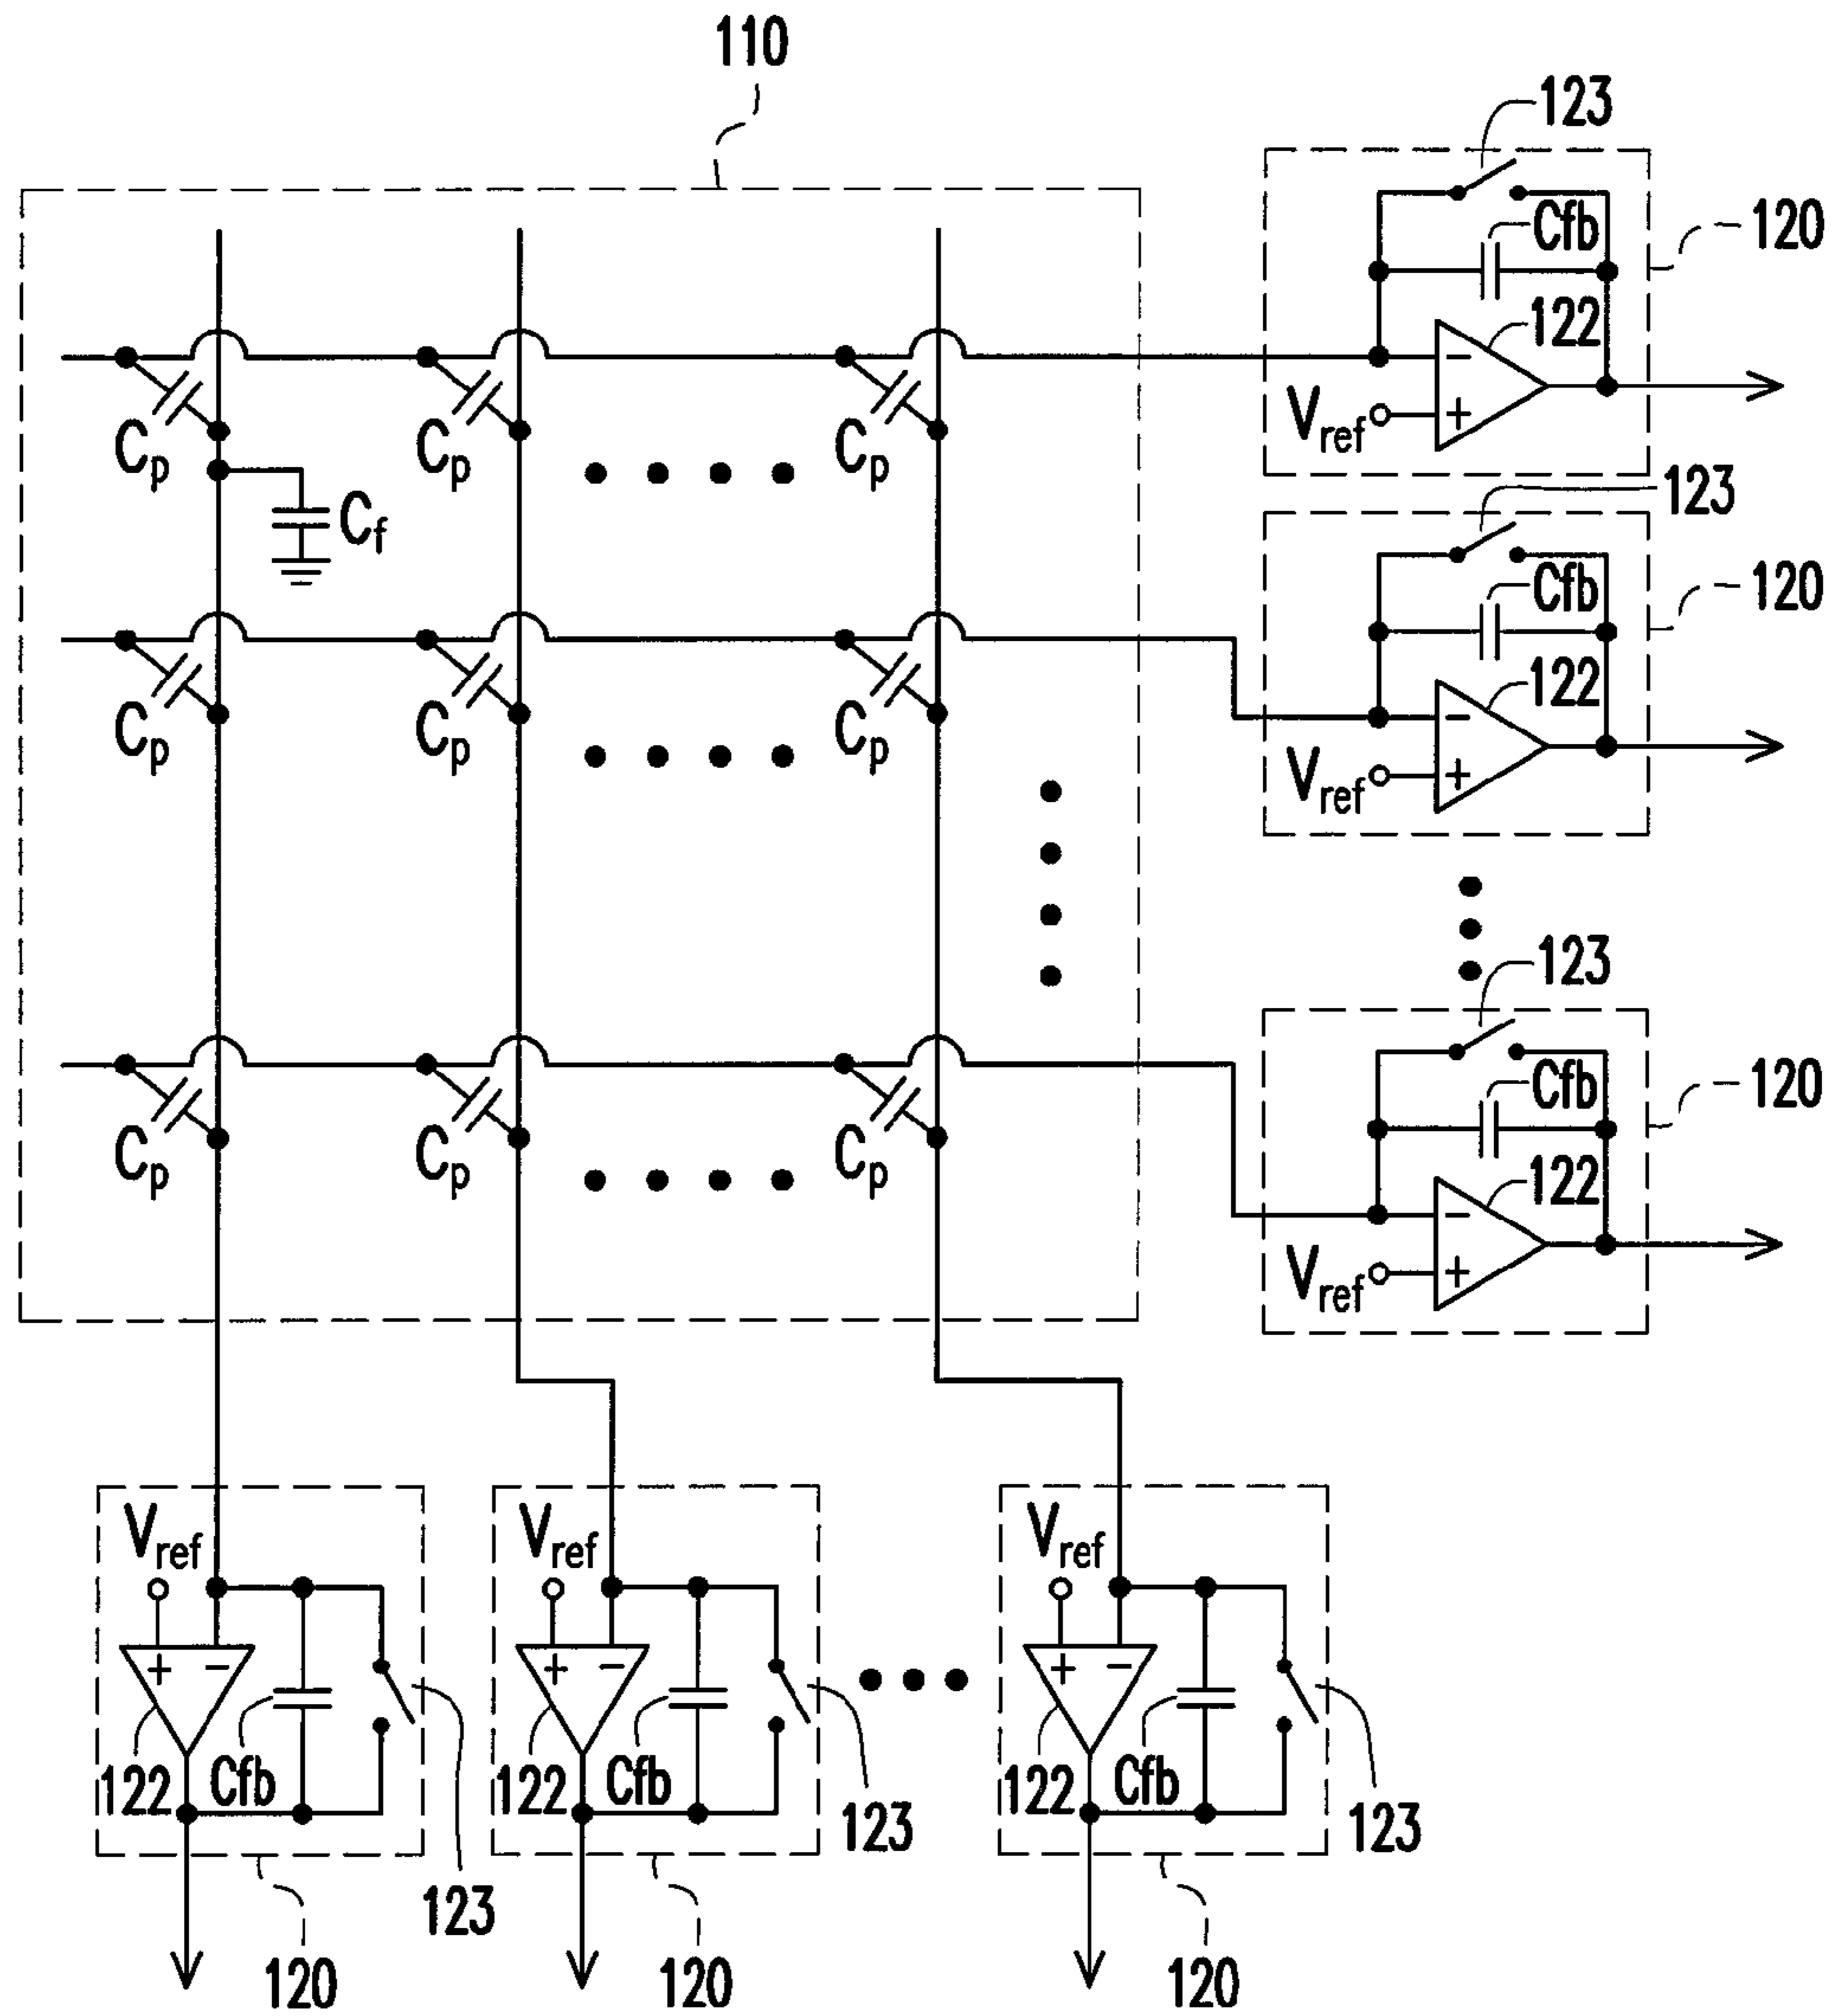 110
123
Cfb
120
122
Vref
Cp Cp Cp
Cf
123
Cfb
120
122
Vref
Cp Cp Cp
123
Cfb
120
122
Vref
Cp Cp Cp
Vref Vref Vref
122 Cfb 122 Cfb 122 Cfb
123 123 123
120 120 120
+ −
+ −
+ −
+ −
+ −
+ −